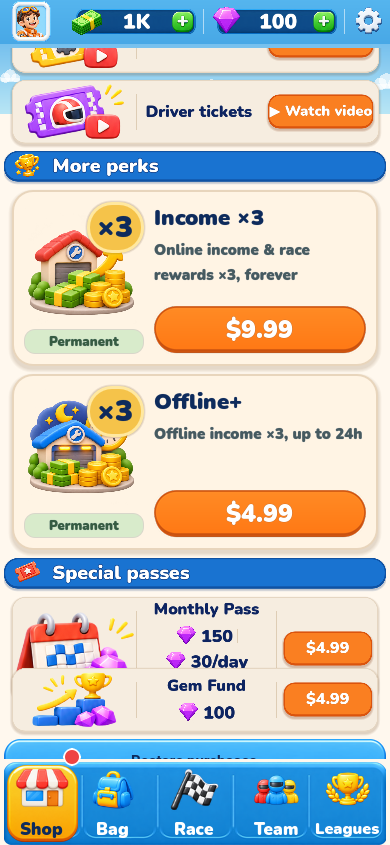 1K
100
Driver tickets
▶ Watch video
More perks
×3
Income ×3
Online income & race
rewards ×3, forever
Permanent
$9.99
×3
Offline+
Offline income ×3, up to 24h
Permanent
$4.99
Special passes
Monthly Pass
150
30/day
$4.99
Gem Fund
100
$4.99
Shop
Bag
Race
Team
Leagues